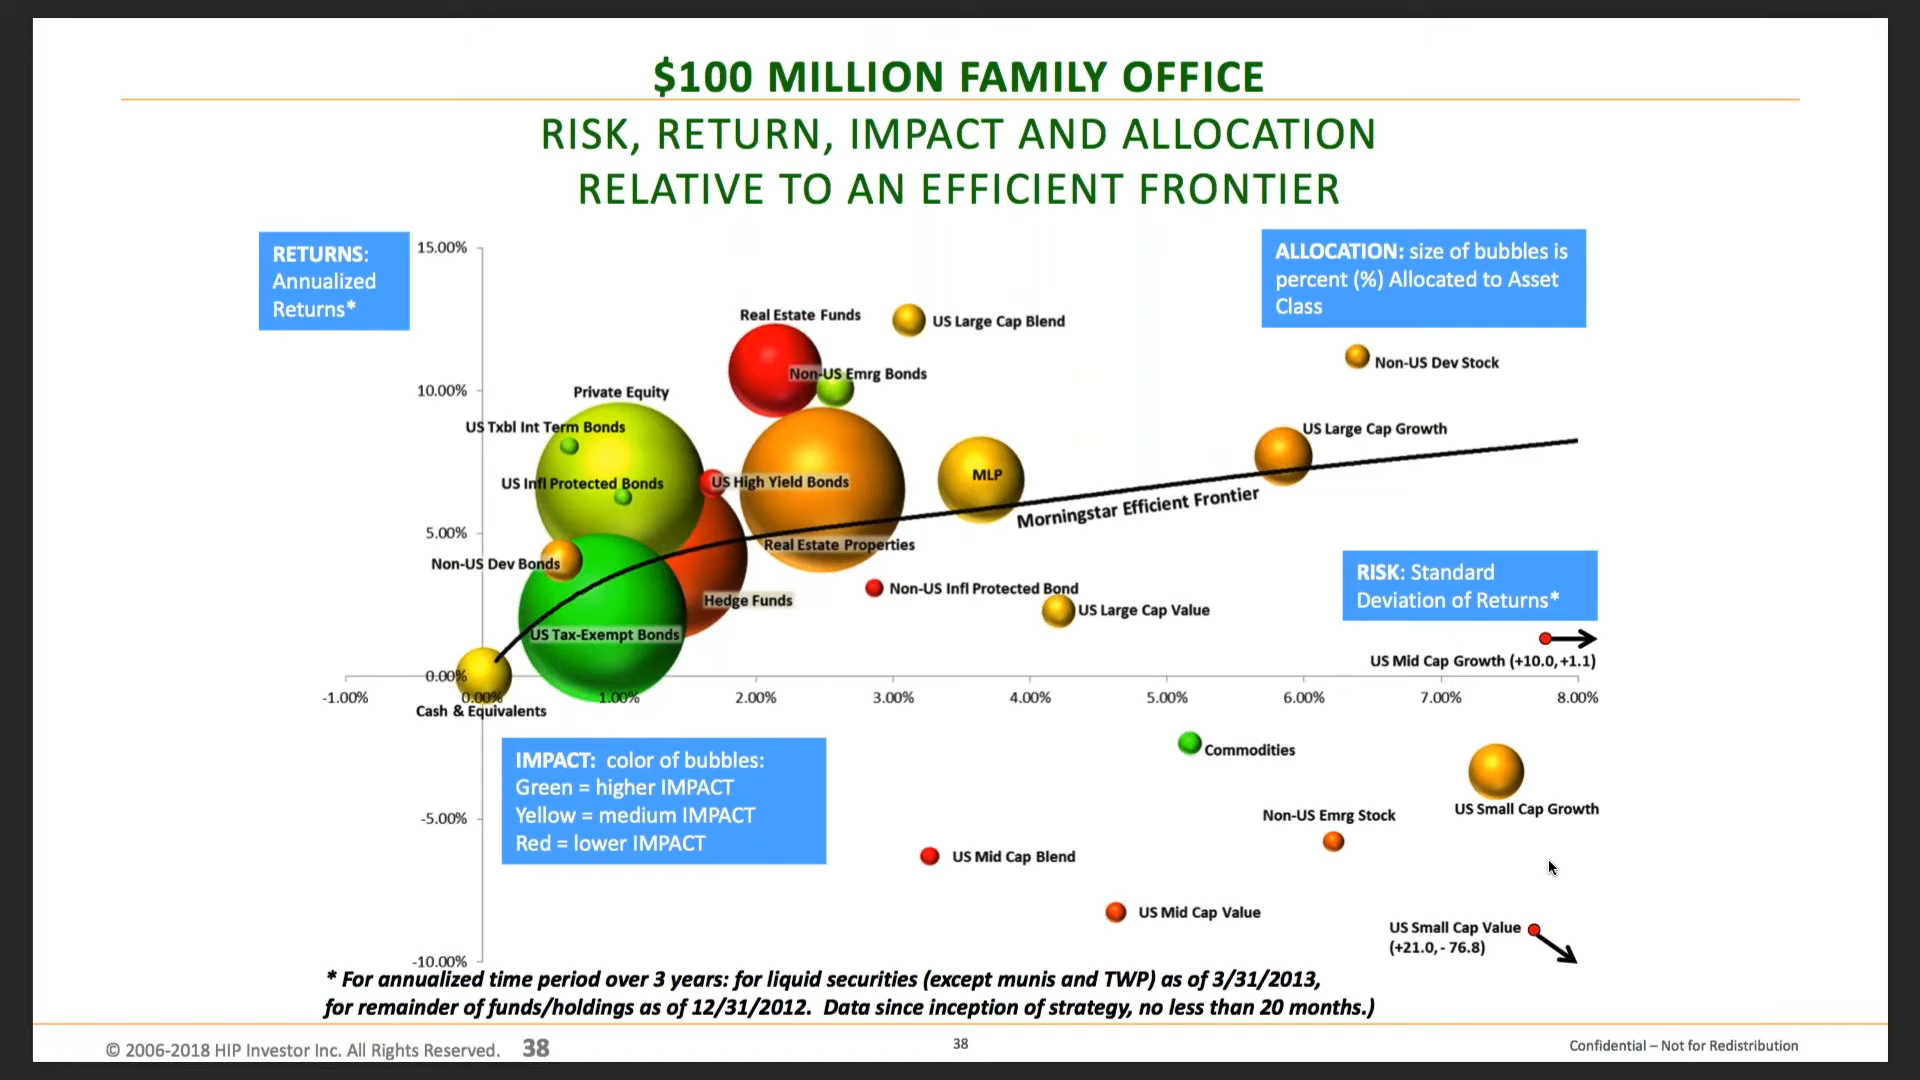 $100 MILLION FAMILY OFFICE
RISK, RETURN, IMPACT AND ALLOCATION
RELATIVE TO AN EFFICIENT FRONTIER
RETURNS:
Annualized
Returns*
ALLOCATION: size of bubbles is
percent (%) Allocated to Asset
Class
15.00%
10.00%
5.00%
0.00%
-5.00%
-10.00%
Real Estate Funds
US Large Cap Blend
Non-US Emrg Bonds
Non-US Dev Stock
Private Equity
US Txbl Int Term Bonds
US Large Cap Growth
US Infl Protected Bonds
US High Yield Bonds
MLP
Morningstar Efficient Frontier
Real Estate Properties
Non-US Dev Bonds
Non-US Infl Protected Bond
Hedge Funds
US Large Cap Value
US Tax-Exempt Bonds
RISK: Standard
Deviation of Returns*
US Mid Cap Growth (+10.0,+1.1)
-1.00%
0.00%
1.00%
2.00%
3.00%
4.00%
5.00%
6.00%
7.00%
8.00%
Cash & Equivalents
IMPACT: color of bubbles:
Green = higher IMPACT
Yellow = medium IMPACT
Red = lower IMPACT
Commodities
US Small Cap Growth
Non-US Emrg Stock
US Mid Cap Blend
US Mid Cap Value
US Small Cap Value
(+21.0,- 76.8)
* For annualized time period over 3 years: for liquid securities (except munis and TWP) as of 3/31/2013,
for remainder of funds/holdings as of 12/31/2012. Data since inception of strategy, no less than 20 months.)
© 2006-2018 HIP Investor Inc. All Rights Reserved. 38
38
Confidential – Not for Redistribution